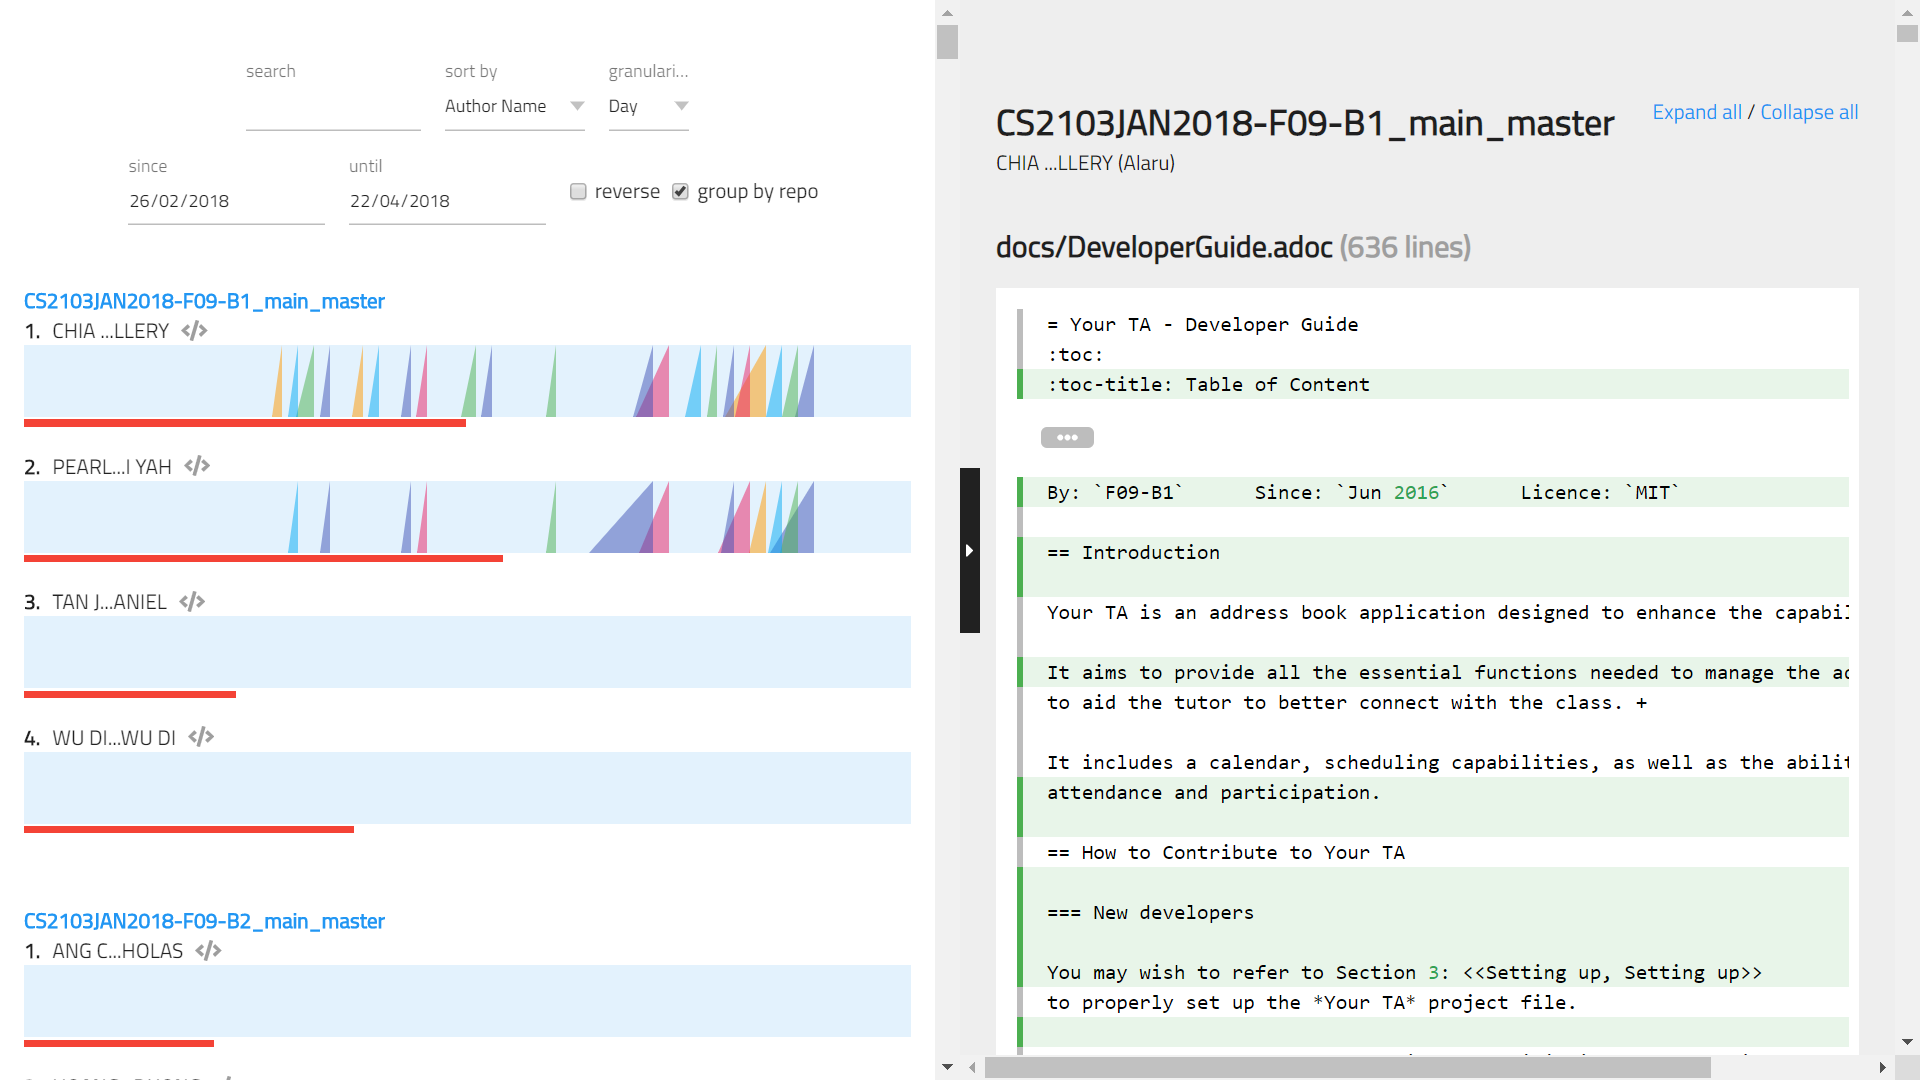 search
sort by
granulari...
Author Name
Day
since
until
26/02/2018
22/04/2018
reverse
group by repo
CS2103JAN2018-F09-B1_main_master
1. CHIA ...LLERY </>
2. PEARL...I YAH </>
3. TAN J...ANIEL </>
4. WU DI...WU DI </>
CS2103JAN2018-F09-B2_main_master
1. ANG C...HOLAS </>
CS2103JAN2018-F09-B1_main_master
Expand all / Collapse all
CHIA ...LLERY (Alaru)
docs/DeveloperGuide.adoc (636 lines)
= Your TA - Developer Guide
:toc:
:toc-title: Table of Content
By: `F09-B1` Since: `Jun 2016` Licence: `MIT`
== Introduction
Your TA is an address book application designed to enhance the
It aims to provide all the essential functions needed to manage the
to aid the tutor to better connect with the class. +
It includes a calendar, scheduling capabilities, as well as the
attendance and participation.
== How to Contribute to Your TA
=== New developers
You may wish to refer to Section 3: <<Setting up, Setting up>>
to properly set up the *Your TA* project file.